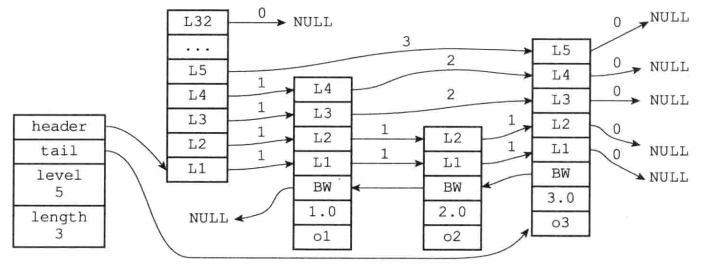 L32
0
NULL
...
L5
3
L4
1
L3
1
L2
1
L1
1
header
tail
level
5
length
3
NULL
L4
2
L3
2
L2
1
L1
1
BW
1.0
o1
L2
1
L1
1
BW
2.0
o2
L5
0
NULL
L4
0
NULL
L3
0
NULL
L2
0
NULL
L1
0
NULL
BW
3.0
o3